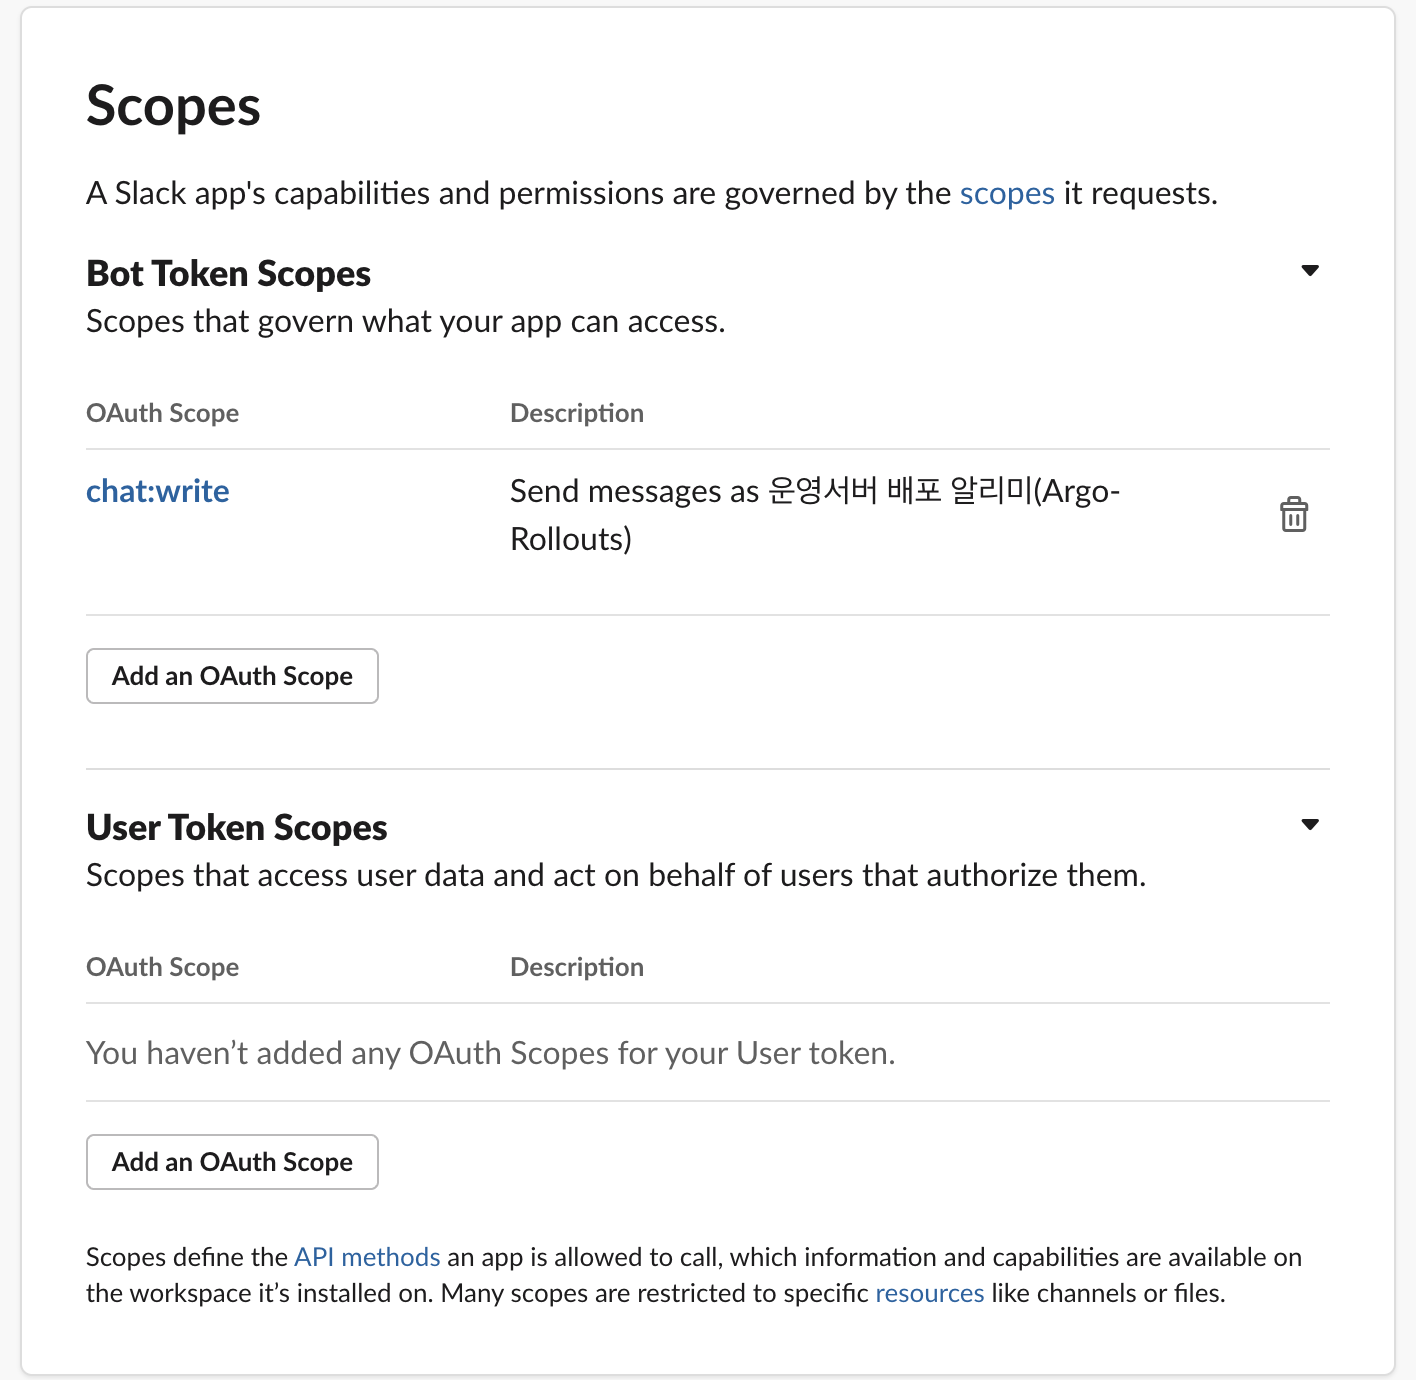 Scopes
A Slack app's capabilities and permissions are governed by the scopes it requests.
Bot Token Scopes
Scopes that govern what your app can access.
OAuth Scope Description
chat:write Send messages as 운영서버 배포 알리미(Argo-
Rollouts)
Add an OAuth Scope
User Token Scopes
Scopes that access user data and act on behalf of users that authorize them.
OAuth Scope Description
You haven’t added any OAuth Scopes for your User token.
Add an OAuth Scope
Scopes define the API methods an app is allowed to call, which information and capabilities are available on
the workspace it’s installed on. Many scopes are restricted to specific resources like channels or files.